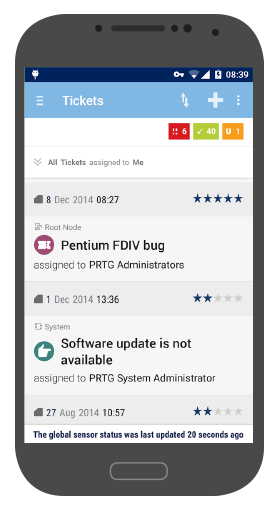 08:39
Tickets
6
40
U 1
All Tickets assigned to Me
8 Dec 2014 08:27
Root Node
Pentium FDIV bug
assigned to PRTG Administrators
1 Dec 2014 13:36
System
Software update is not
available
assigned to PRTG System Administrator
27 Aug 2014 10:57
The global sensor status was last updated 20 seconds ago